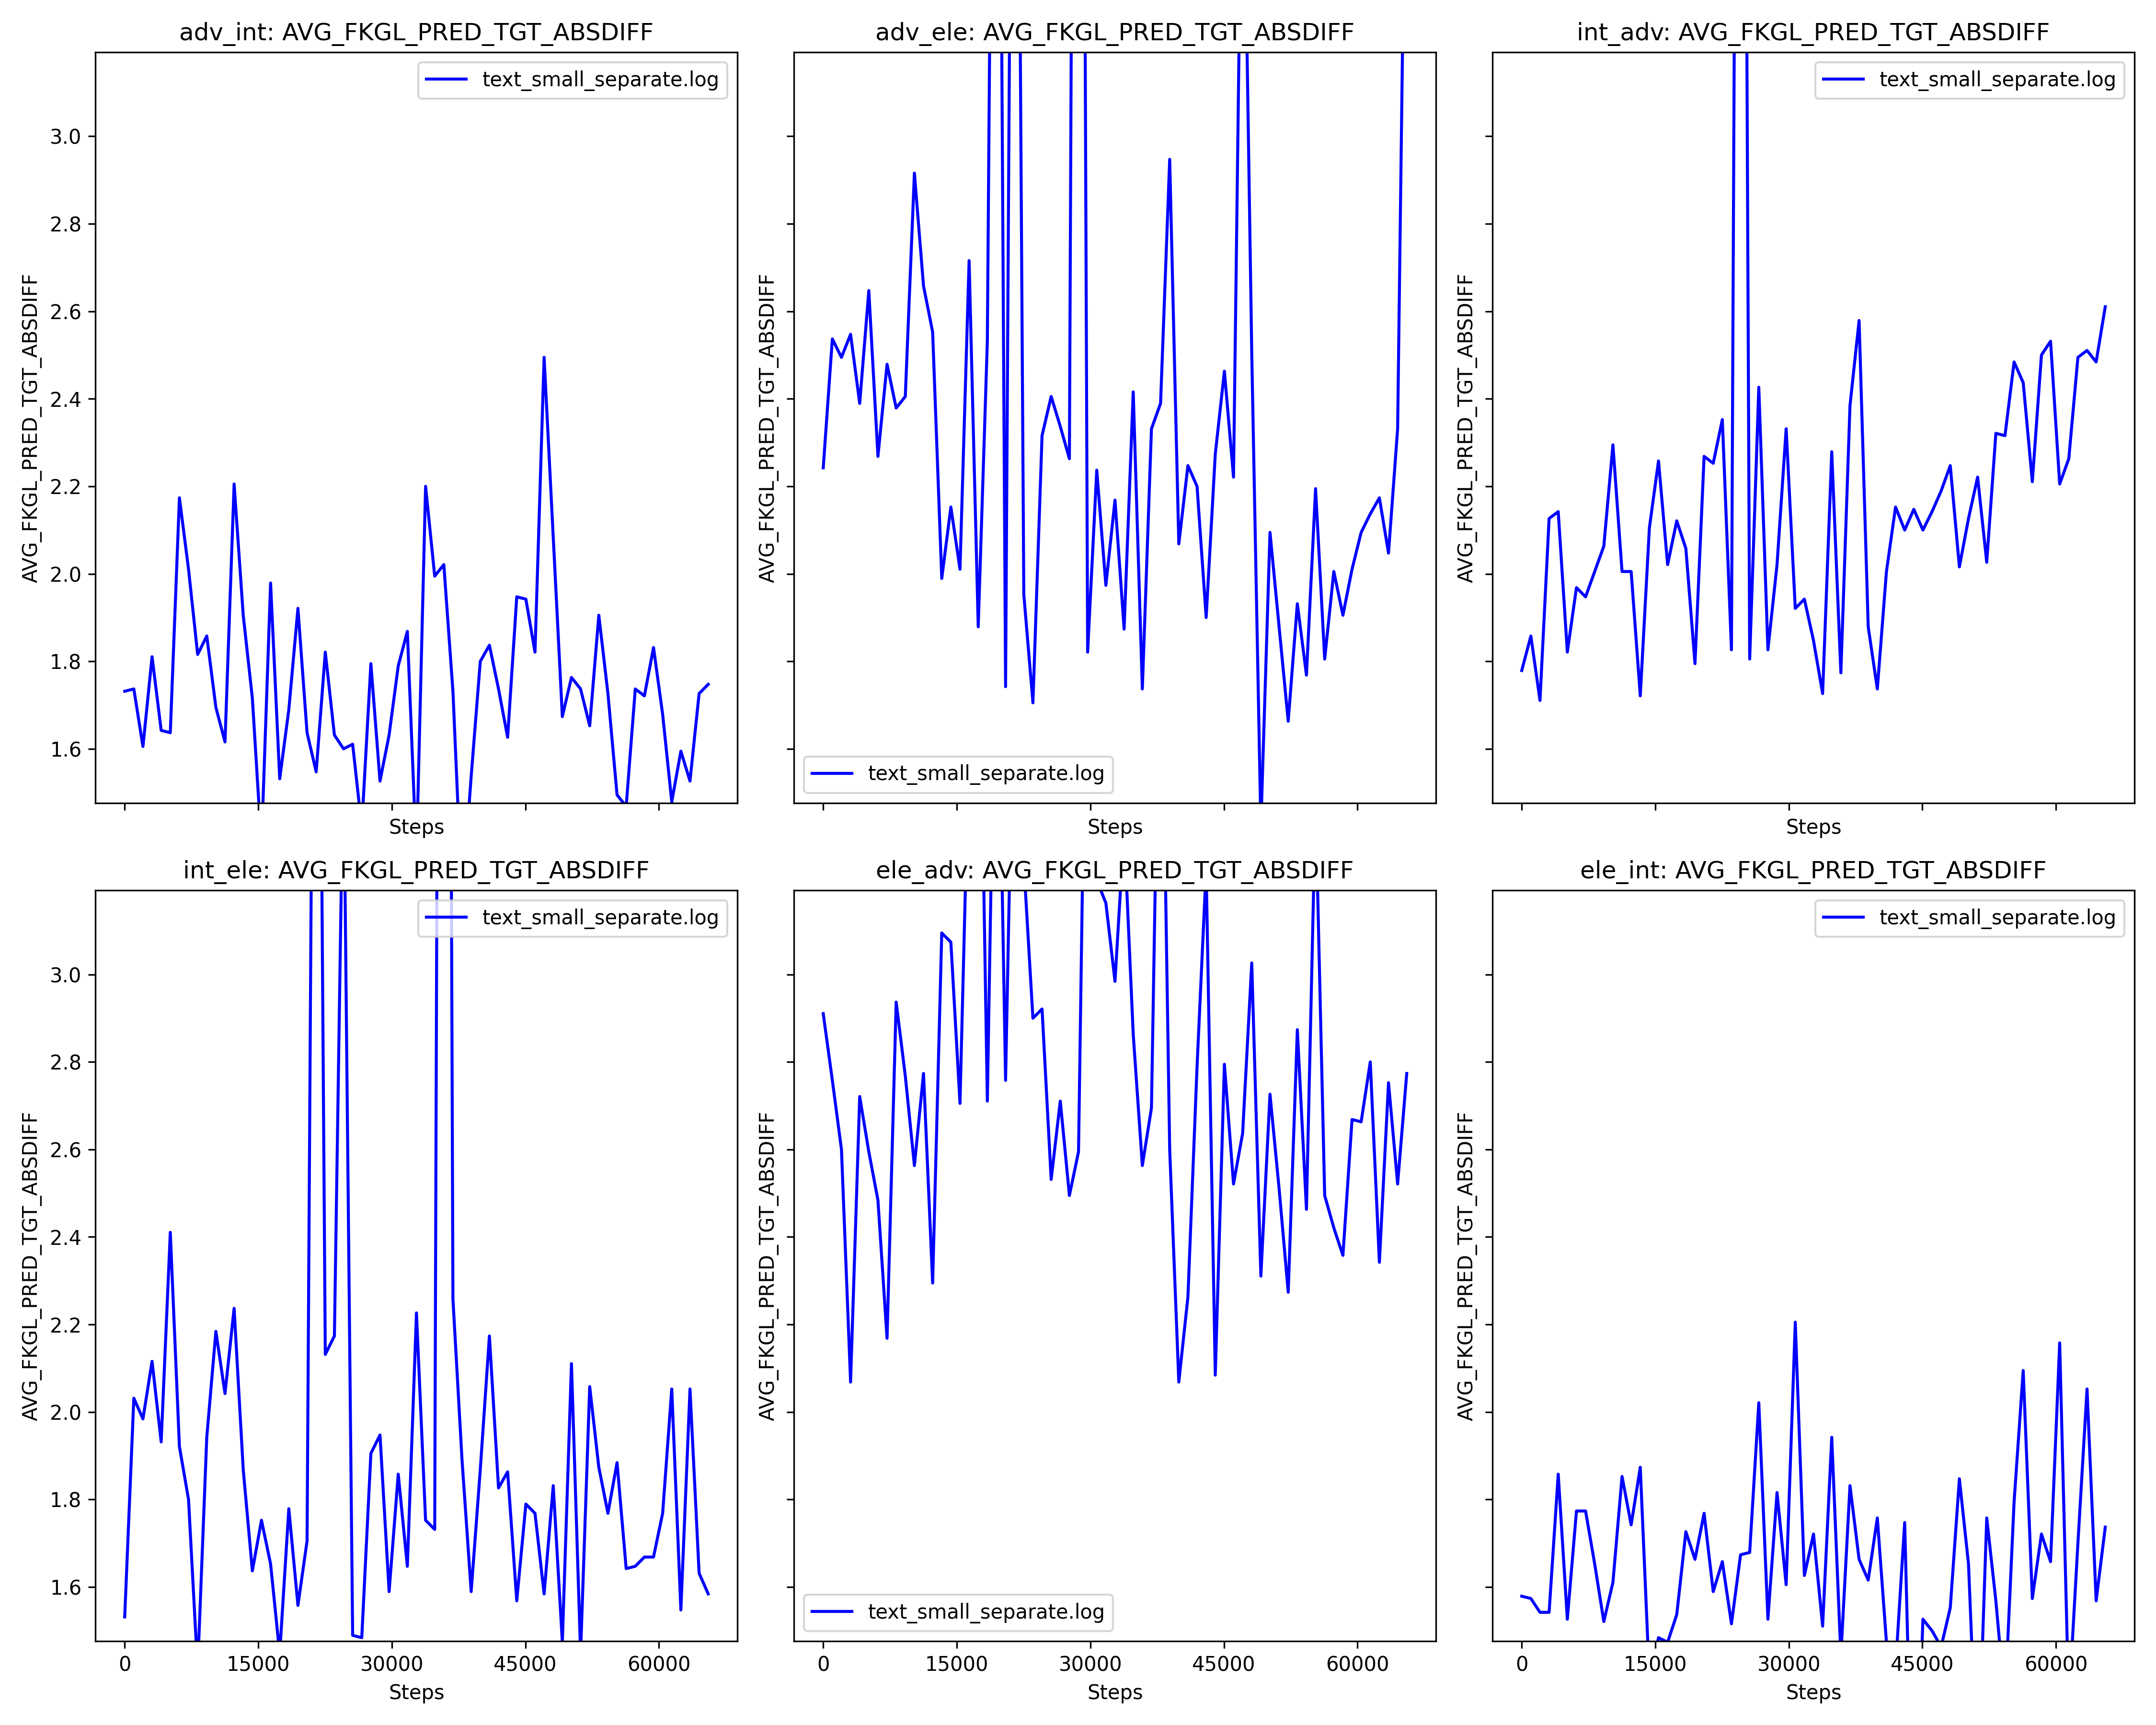 adv_int: AVG_FKGL_PRED_TGT_ABSDIFF
AVG_FKGL_PRED_TGT_ABSDIFF
3.0
2.8
2.6
2.4
2.2
2.0
1.8
1.6
text_small_separate.log
Steps
adv_ele: AVG_FKGL_PRED_TGT_ABSDIFF
AVG_FKGL_PRED_TGT_ABSDIFF
text_small_separate.log
Steps
int_adv: AVG_FKGL_PRED_TGT_ABSDIFF
AVG_FKGL_PRED_TGT_ABSDIFF
text_small_separate.log
Steps
int_ele: AVG_FKGL_PRED_TGT_ABSDIFF
AVG_FKGL_PRED_TGT_ABSDIFF
3.0
2.8
2.6
2.4
2.2
2.0
1.8
1.6
text_small_separate.log
0 15000 30000 45000 60000
Steps
ele_adv: AVG_FKGL_PRED_TGT_ABSDIFF
AVG_FKGL_PRED_TGT_ABSDIFF
text_small_separate.log
0 15000 30000 45000 60000
Steps
ele_int: AVG_FKGL_PRED_TGT_ABSDIFF
AVG_FKGL_PRED_TGT_ABSDIFF
text_small_separate.log
0 15000 30000 45000 60000
Steps